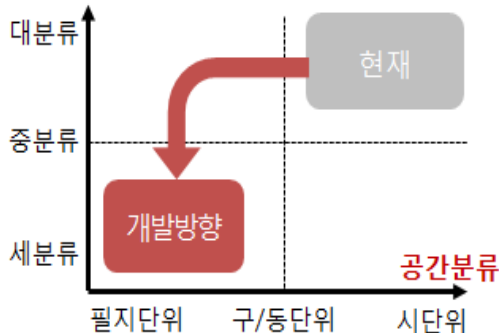 대분류
현재
중분류
개발방향
세분류
공간분류
필지단위 구/동단위 시단위